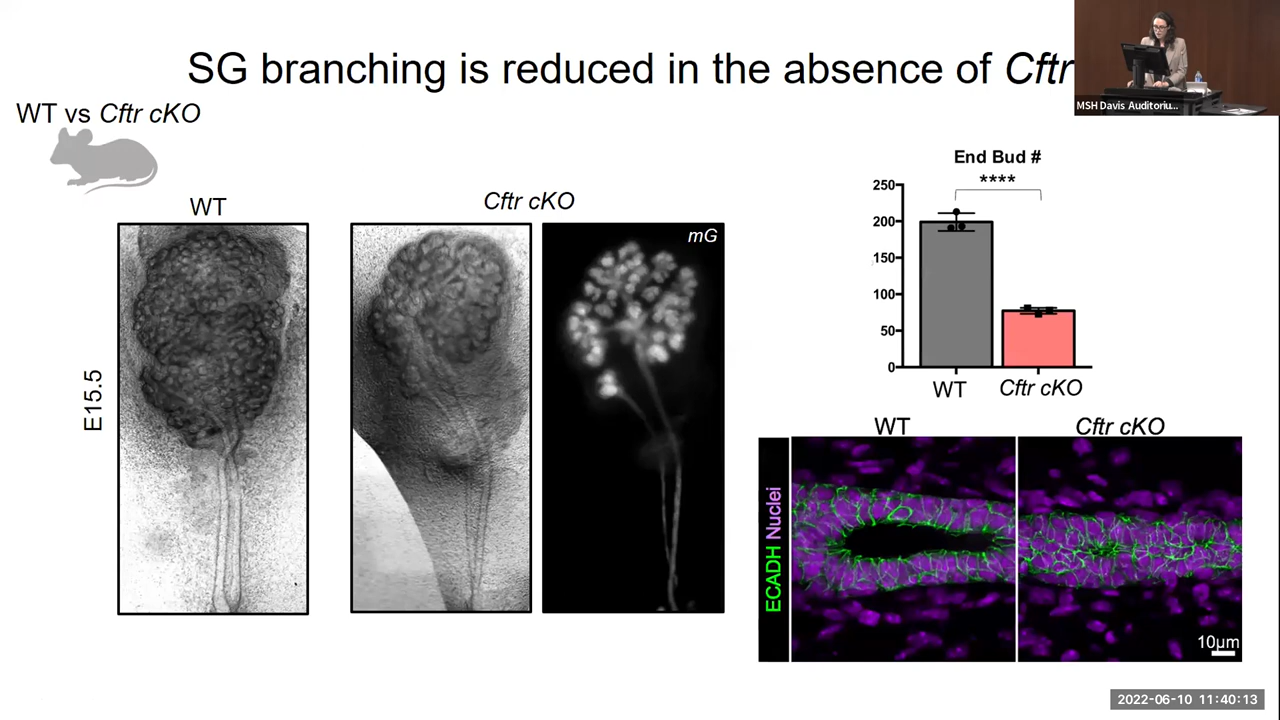 SG branching is reduced in the absence of Cftr
MSH Davis Auditoriu...
WT vs Cftr cKO
WT
Cftr cKO
mG
E15.5
End Bud #
****
250
200
150
100
50
0
WT
Cftr cKO
WT
Cftr cKO
ECADH Nuclei
10µm
2022-06-10 11:40:13